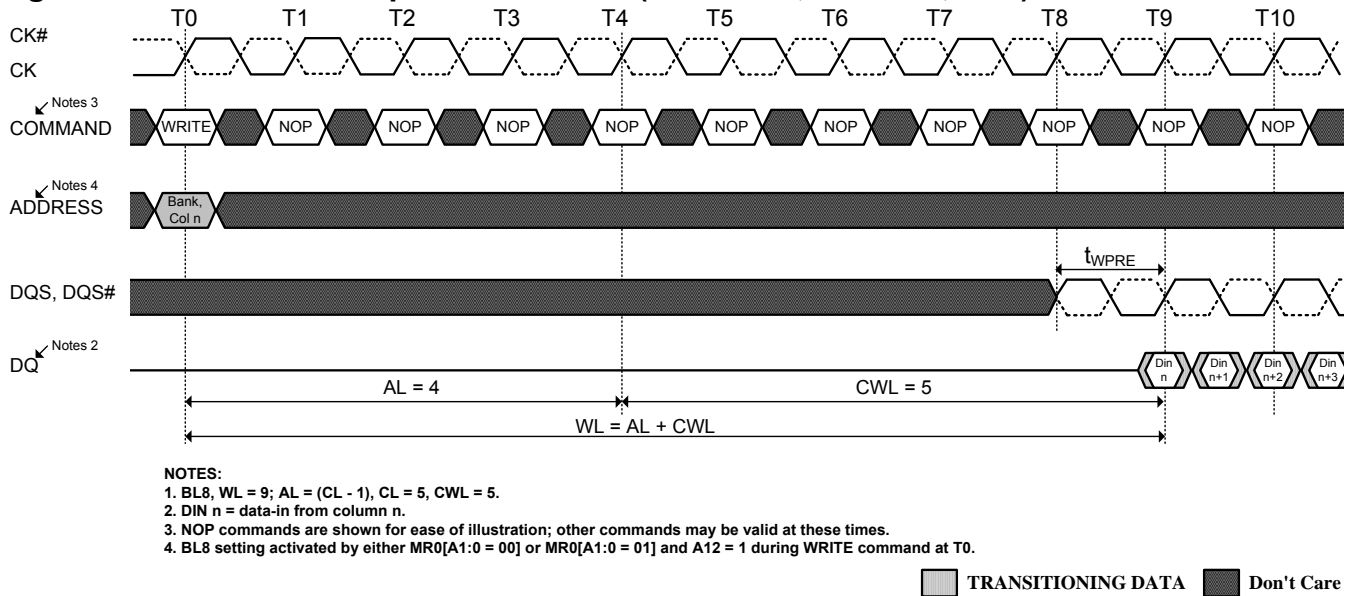 T0 T1 T2 T3 T4 T5 T6 T7 T8 T9 T10
CK#
CK
Notes 3
COMMAND
WRITE NOP NOP NOP NOP NOP NOP NOP NOP NOP NOP
Notes 4
ADDRESS
Bank,
Col n
tWPRE
DQS, DQS#
Notes 2
DQ
Din
n
Din
n+1
Din
n+2
Din
n+3
AL = 4 CWL = 5
WL = AL + CWL
NOTES:
1. BL8, WL = 9; AL = (CL - 1), CL = 5, CWL = 5.
2. DIN n = data-in from column n.
3. NOP commands are shown for ease of illustration; other commands may be valid at these times.
4. BL8 setting activated by either MR0[A1:0 = 00] or MR0[A1:0 = 01] and A12 = 1 during WRITE command at T0.
TRANSITIONING DATA Don't Care